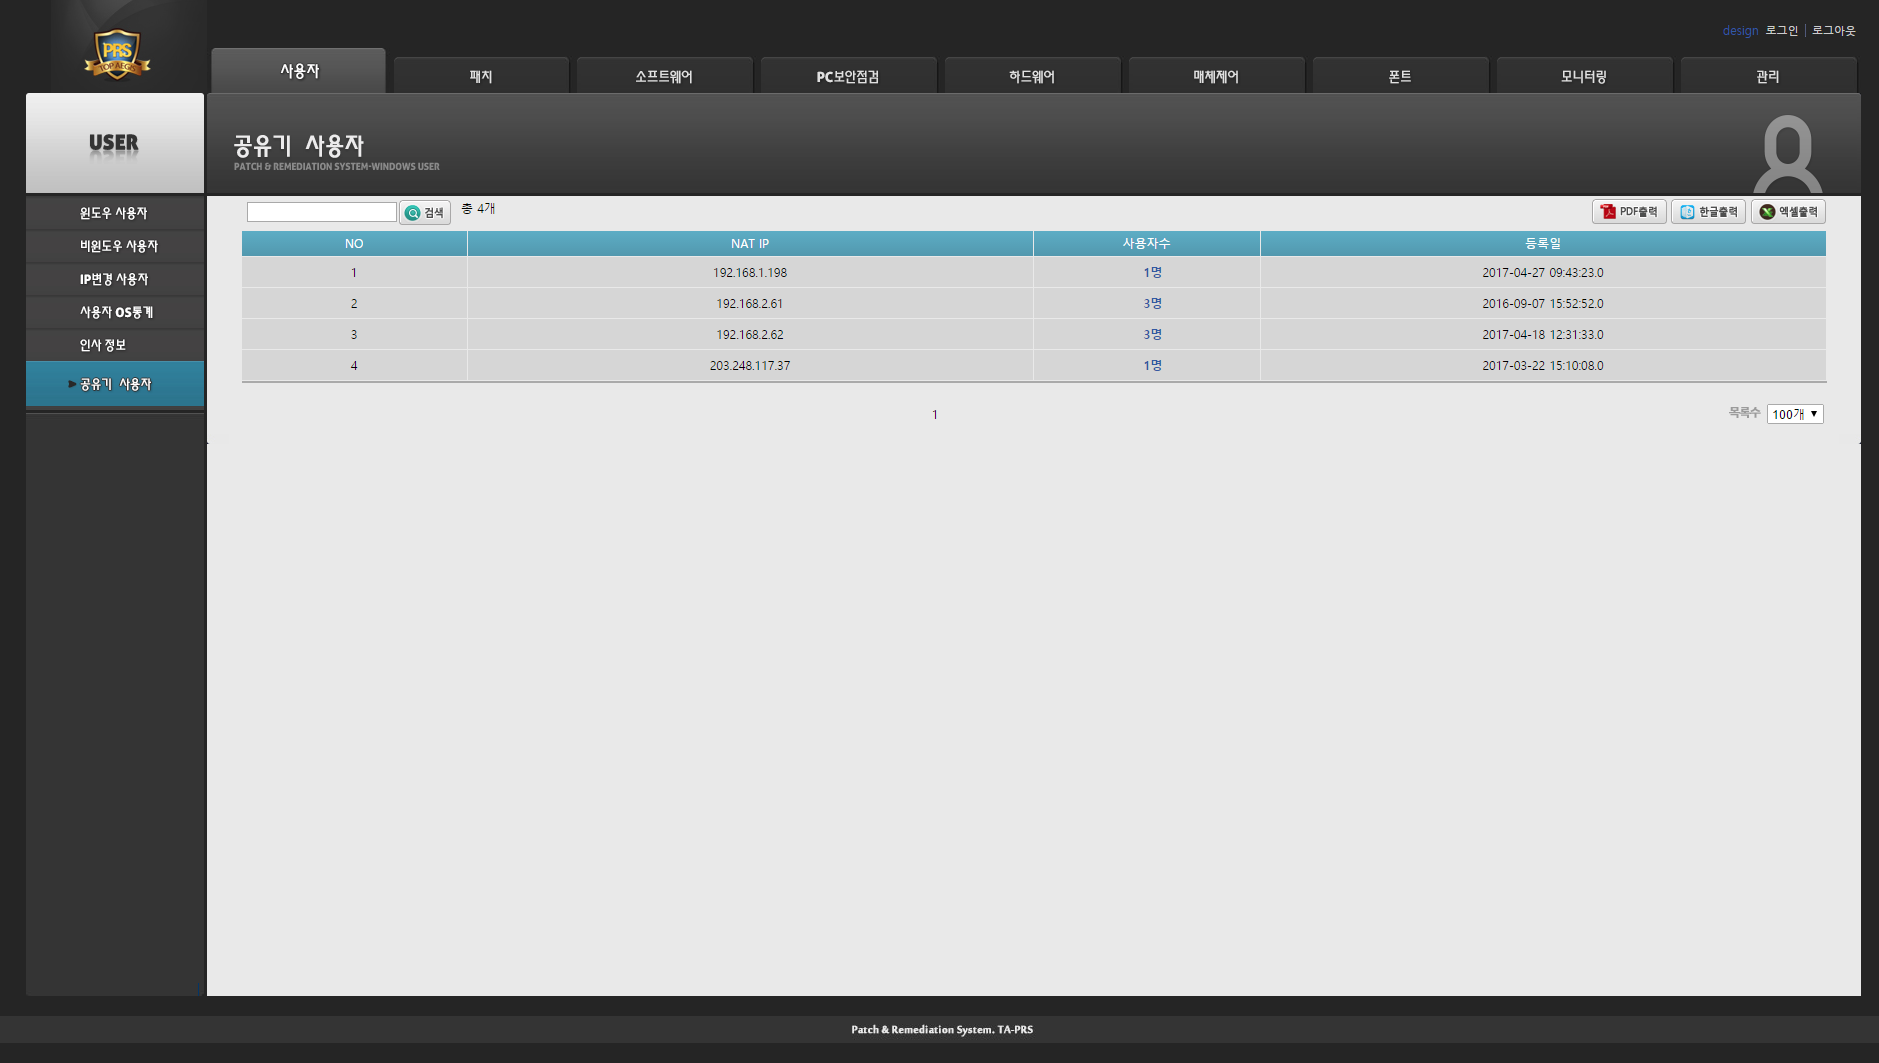 design 로그인 | 로그아웃
PRS
TOP AEGIS
사용자 패치 소프트웨어 PC보안점검 하드웨어 매체제어 폰트 모니터링 관리
USER
공유기 사용자
PATCH & REMEDIATION SYSTEM-WINDOWS USER
윈도우 사용자
비윈도우 사용자
IP변경 사용자
사용자 OS통계
인사 정보
▶ 공유기 사용자
검색 총 4개 PDF출력 한글출력 엑셀출력
NO NAT IP 사용자수 등록일
1 192.168.1.198 1명 2017-04-27 09:43:23.0
2 192.168.2.61 3명 2016-09-07 15:52:52.0
3 192.168.2.62 3명 2017-04-18 12:31:33.0
4 203.248.117.37 1명 2017-03-22 15:10:08.0
1 목록수 100개 ▼
Patch & Remediation System. TA-PRS